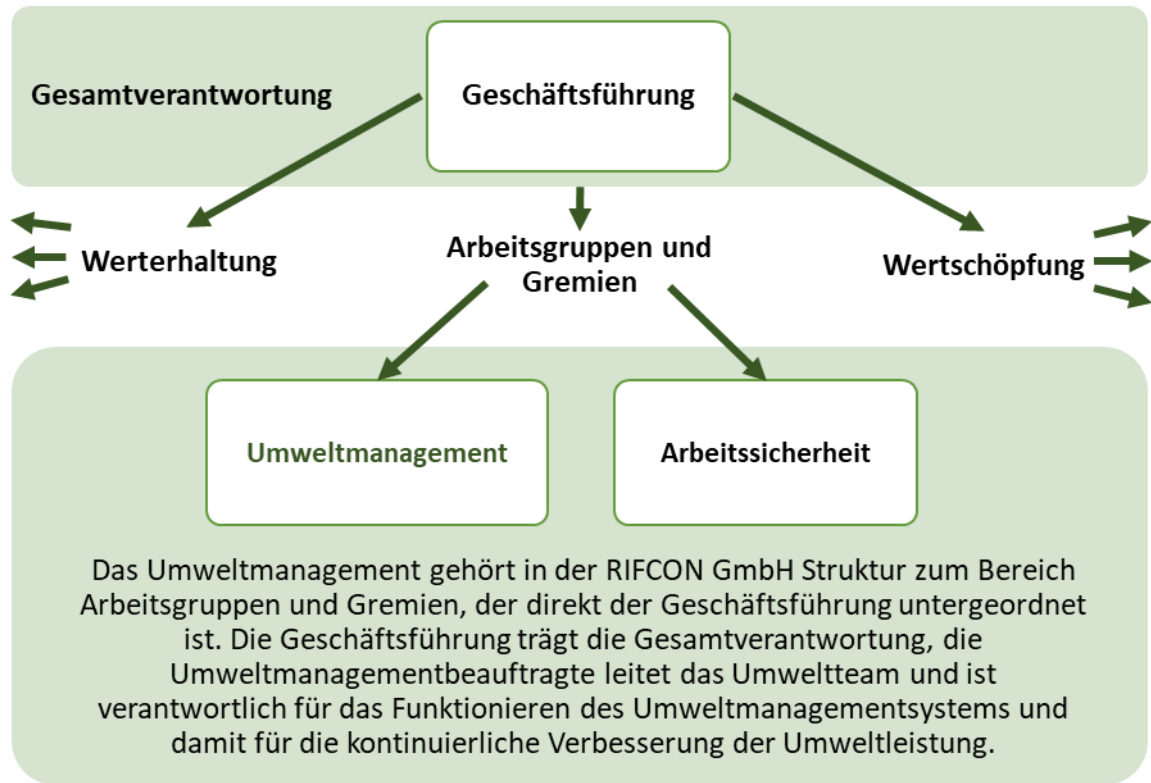 Gesamtverantwortung
Geschäftsführung
Werterhaltung
Arbeitsgruppen und
Gremien
Wertschöpfung
Umweltmanagement
Arbeitssicherheit
Das Umweltmanagement gehört in der RIFCON GmbH Struktur zum Bereich
Arbeitsgruppen und Gremien, der direkt der Geschäftsführung untergeordnet
ist. Die Geschäftsführung trägt die Gesamtverantwortung, die
Umweltmanagementbeauftragte leitet das Umweltteam und ist
verantwortlich für das Funktionieren des Umweltmanagementsystems und
damit für die kontinuierliche Verbesserung der Umweltleistung.